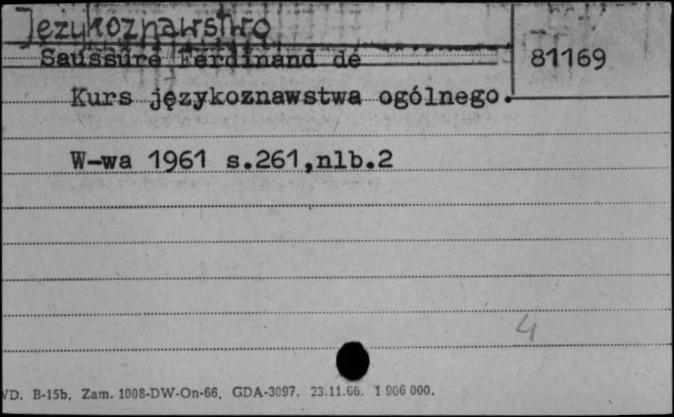 Językoznawstwo
Saussure Ferdinand de
81169
Kurs językoznawstwa ogólnego.
W-wa 1961 s.261,nlb.2
4
VD. B-15b. Zam. 1008-DW-On-66. GDA-3097. 23.11.66. 1 906 000.